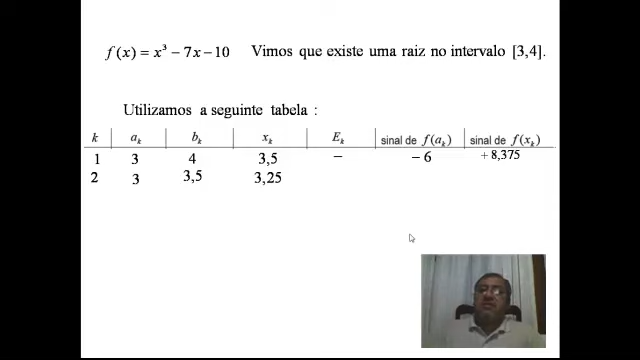 f(x) = x³ − 7x − 10 Vimos que existe uma raiz no intervalo [3,4].
Utilizamos a seguinte tabela :
k aₖ bₖ xₖ Eₖ sinal de f(aₖ) sinal de f(xₖ)
1 3 4 3,5 − − 6 + 8,375
2 3 3,5 3,25